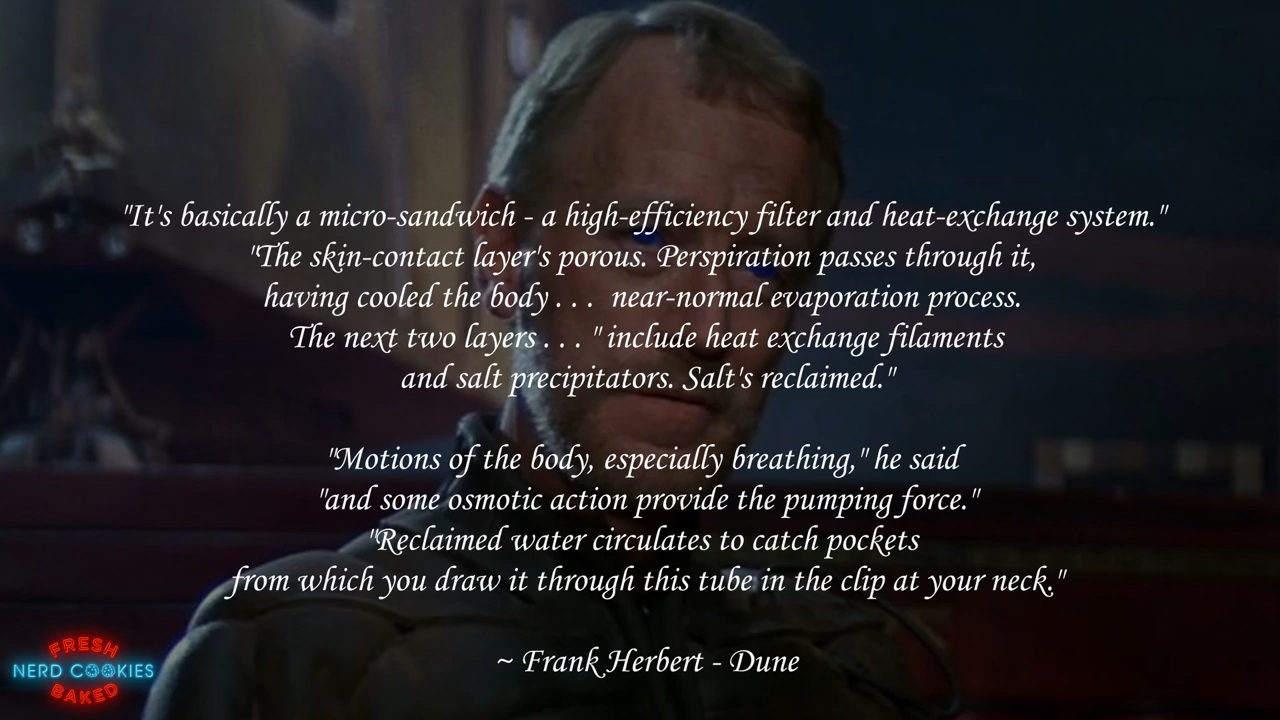 "It's basically a micro-sandwich - a high-efficiency filter and heat-exchange system."
"The skin-contact layer's porous. Perspiration passes through it,
having cooled the body . . .  near-normal evaporation process.
The next two layers . . . " include heat exchange filaments
and salt precipitators. Salt's reclaimed."
"Motions of the body, especially breathing," he said
"and some osmotic action provide the pumping force."
"Reclaimed water circulates to catch pockets
from which you draw it through this tube in the clip at your neck."
~ Frank Herbert - Dune
FRESH
NERD COOKIES
BAKED